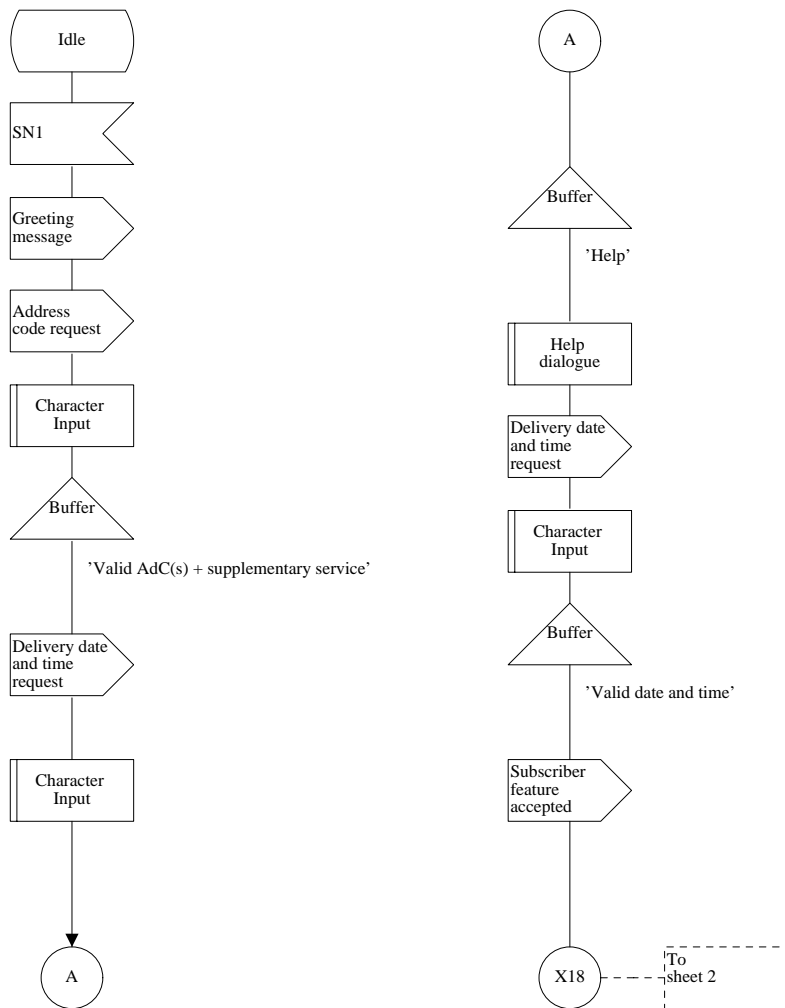 Idle
SN1
Greeting
message
Address
code request
Character
Input
Buffer
’Valid AdC(s) + supplementary service’
Delivery date
and time
request
Character
Input
A
A
Buffer
’Help’
Help
dialogue
Delivery date
and time
request
Character
Input
Buffer
’Valid date and time’
Subscriber
feature
accepted
X18
To
sheet 2